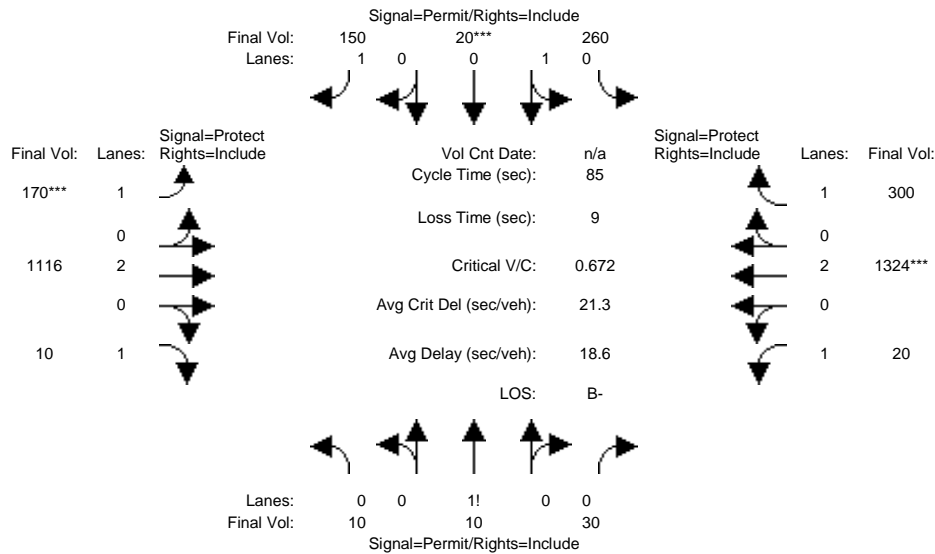 Signal=Permit/Rights=Include
Final Vol: 150 20*** 260
Lanes: 1 0 0 1 0
Signal=Protect
Final Vol: Lanes: Rights=Include
Vol Cnt Date: n/a
Signal=Protect
Rights=Include Lanes: Final Vol:
Cycle Time (sec): 85
170*** 1
1 300
Loss Time (sec): 9
0
0
1116 2
Critical V/C: 0.672
2 1324***
0
Avg Crit Del (sec/veh): 21.3
0
10 1
Avg Delay (sec/veh): 18.6
1 20
LOS: B-
Lanes: 0 0 1! 0 0
Final Vol: 10 10 30
Signal=Permit/Rights=Include